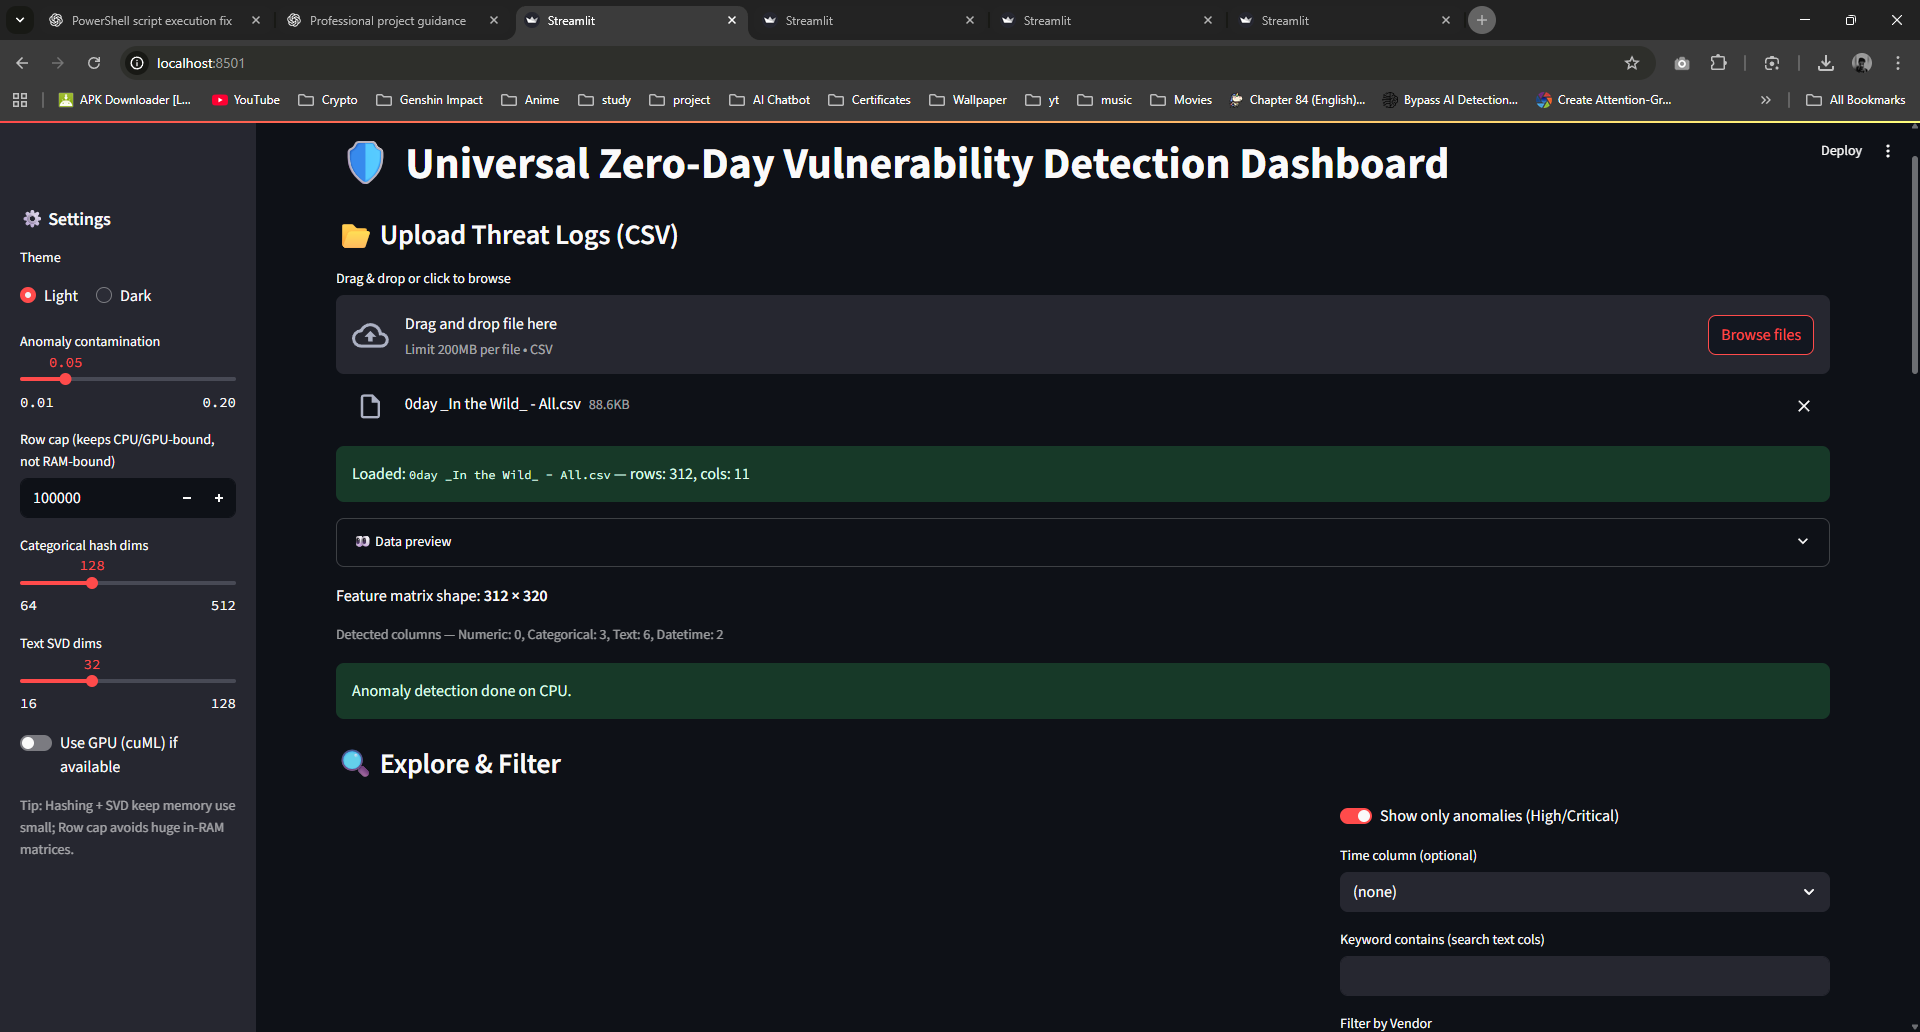 PowerShell script execution fix
Professional project guidance
Streamlit
Streamlit
Streamlit
Streamlit
localhost:8501
APK Downloader [L...
YouTube
Crypto
Genshin Impact
Anime
study
project
AI Chatbot
Certificates
Wallpaper
yt
music
Movies
Chapter 84 (English)...
Bypass AI Detection...
Create Attention-Gr...
All Bookmarks
Deploy
Settings
Theme
Light
Dark
Anomaly contamination
0.05
0.01
0.20
Row cap (keeps CPU/GPU-bound,
not RAM-bound)
100000
Categorical hash dims
128
64
512
Text SVD dims
32
16
128
Use GPU (cuML) if
available
Tip: Hashing + SVD keep memory use
small; Row cap avoids huge in-RAM
matrices.
Universal Zero-Day Vulnerability Detection Dashboard
Upload Threat Logs (CSV)
Drag & drop or click to browse
Drag and drop file here
Limit 200MB per file • CSV
Browse files
0day _In the Wild_ - All.csv 88.6KB
Loaded: 0day _In the Wild_ - All.csv — rows: 312, cols: 11
Data preview
Feature matrix shape: 312 × 320
Detected columns — Numeric: 0, Categorical: 3, Text: 6, Datetime: 2
Anomaly detection done on CPU.
Explore & Filter
Show only anomalies (High/Critical)
Time column (optional)
(none)
Keyword contains (search text cols)
Filter by Vendor